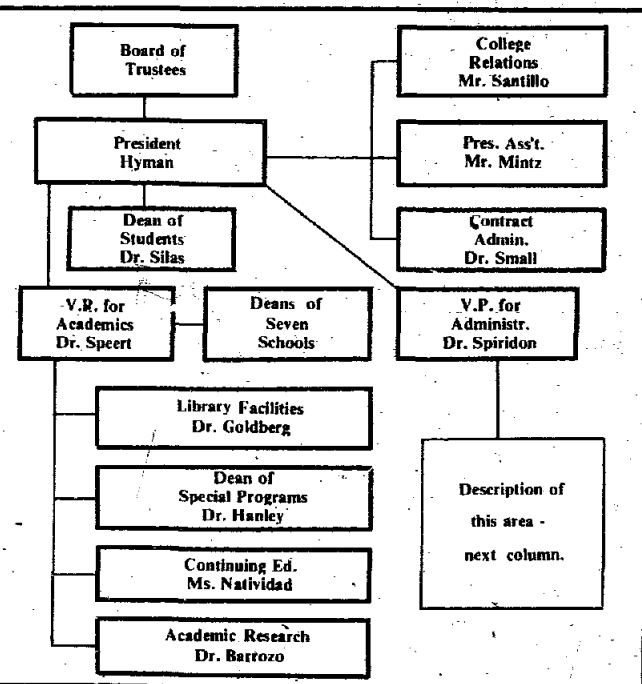 Board of
Trustees
College
Relations
Mr. Santillo
President
Hyman
Pres. Ass't.
Mr. Mintz
Dean of
Students
Dr. Silas
Contract
Admin.
Dr. Small
V.P. for
Academics
Dr. Speert
Deans of
Seven
Schools
V.P. for
Administr.
Dr. Spiridon
Library Facilities
Dr. Goldberg
Dean of
Special Programs
Dr. Hanley
Description of
this area -
next column.
Continuing Ed.
Ms. Natividad
Academic Research
Dr. Barrozo